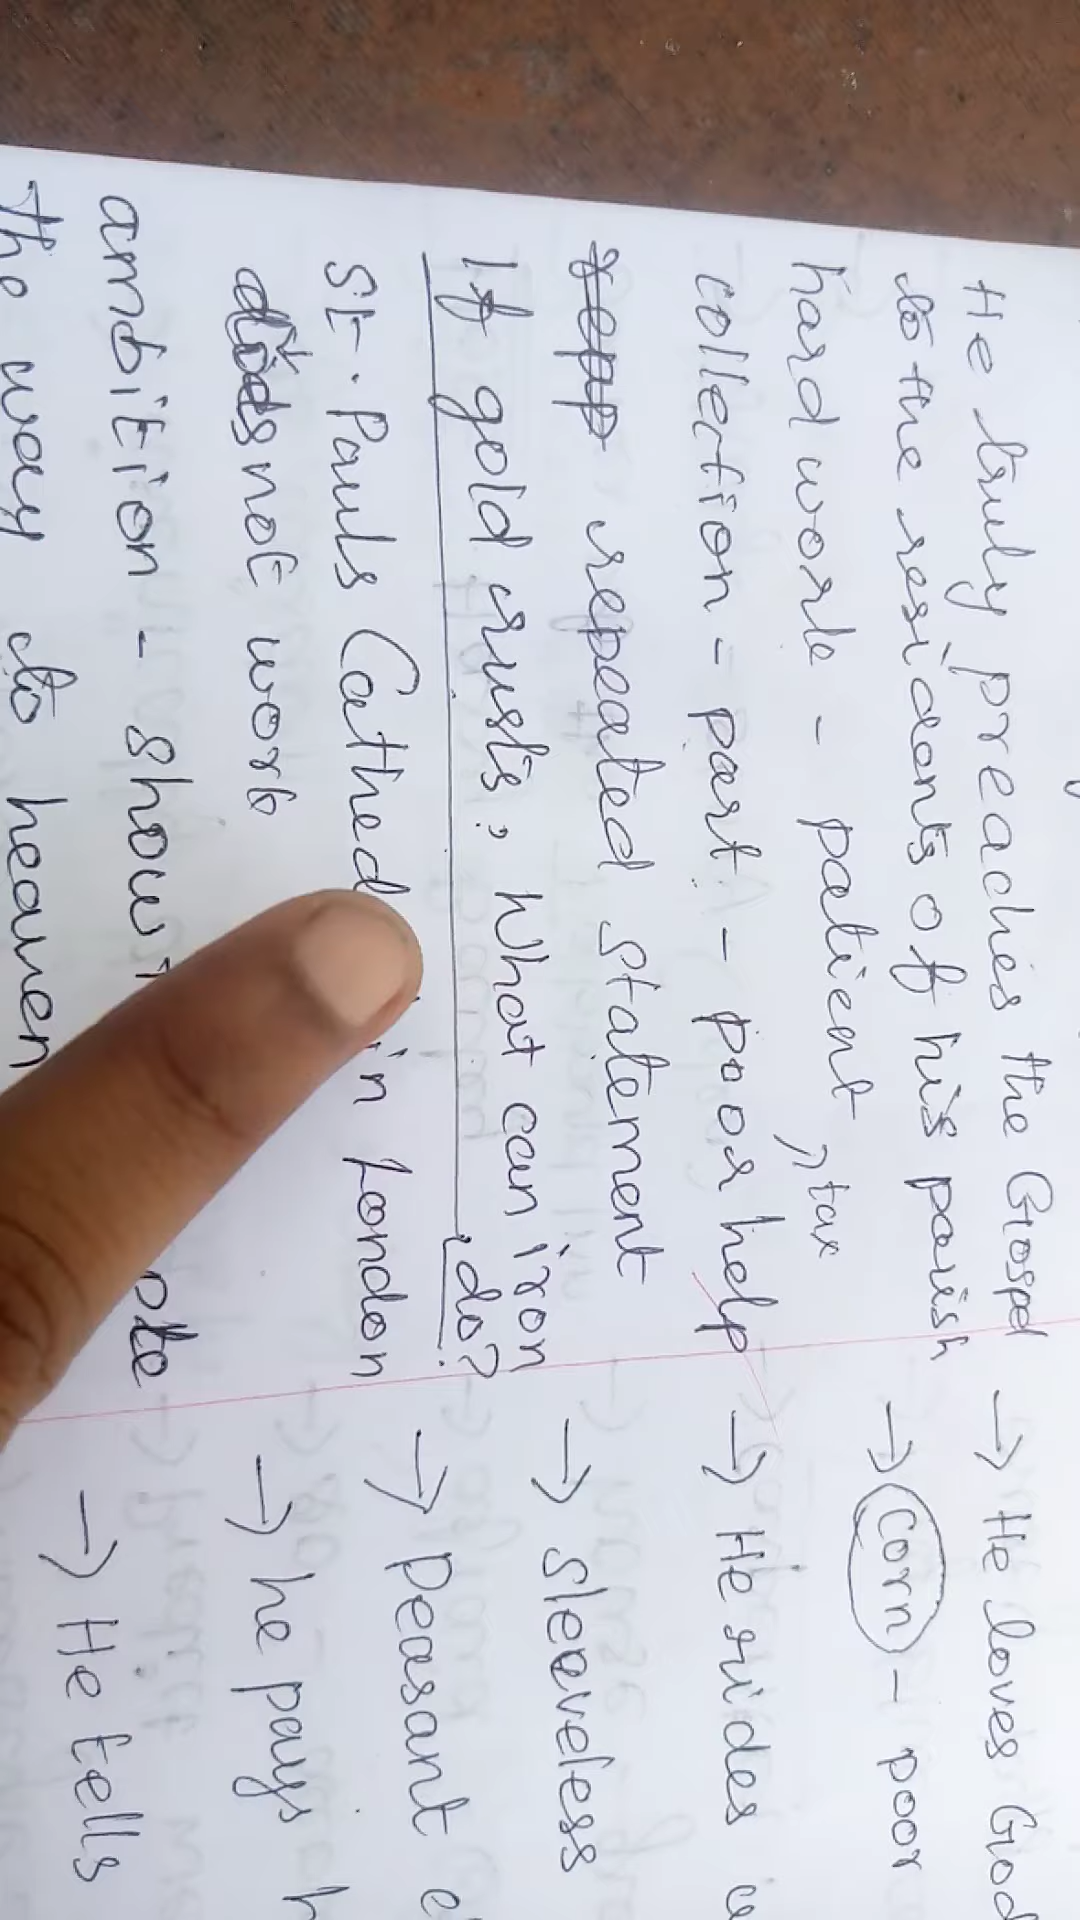 He truly preaches the Gospel
to the residents of his parish
hard work - patient, tax
collection - part - poor help
repeated statement
If gold rusts, what can iron
do?
St. Pauls Cathed in London
does not work
ambition - show
the way to heaven
→ He loves God
→ corn - poor
→ He rides
→ sleeveless
→ peasant
→ he pays
→ He tells